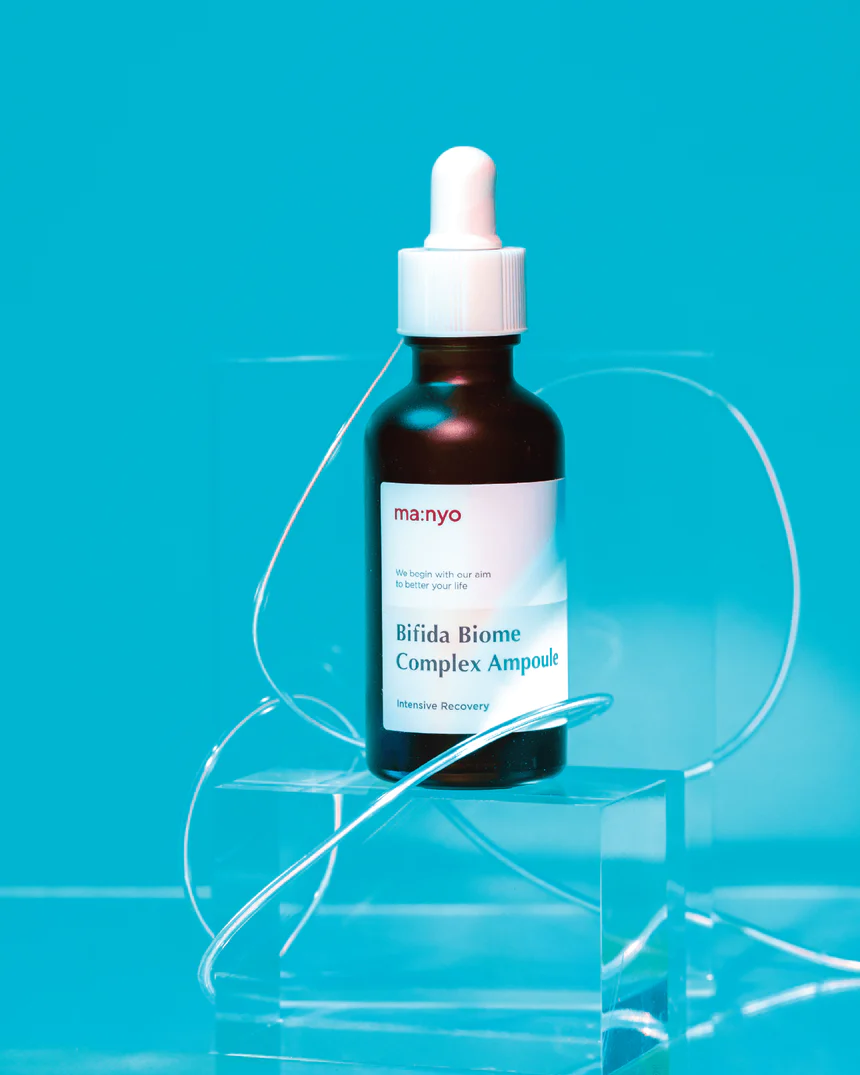 ma:nyo
We begin with our aim
to better your life
Bifida Biome
Complex Ampoule
Intensive Recovery